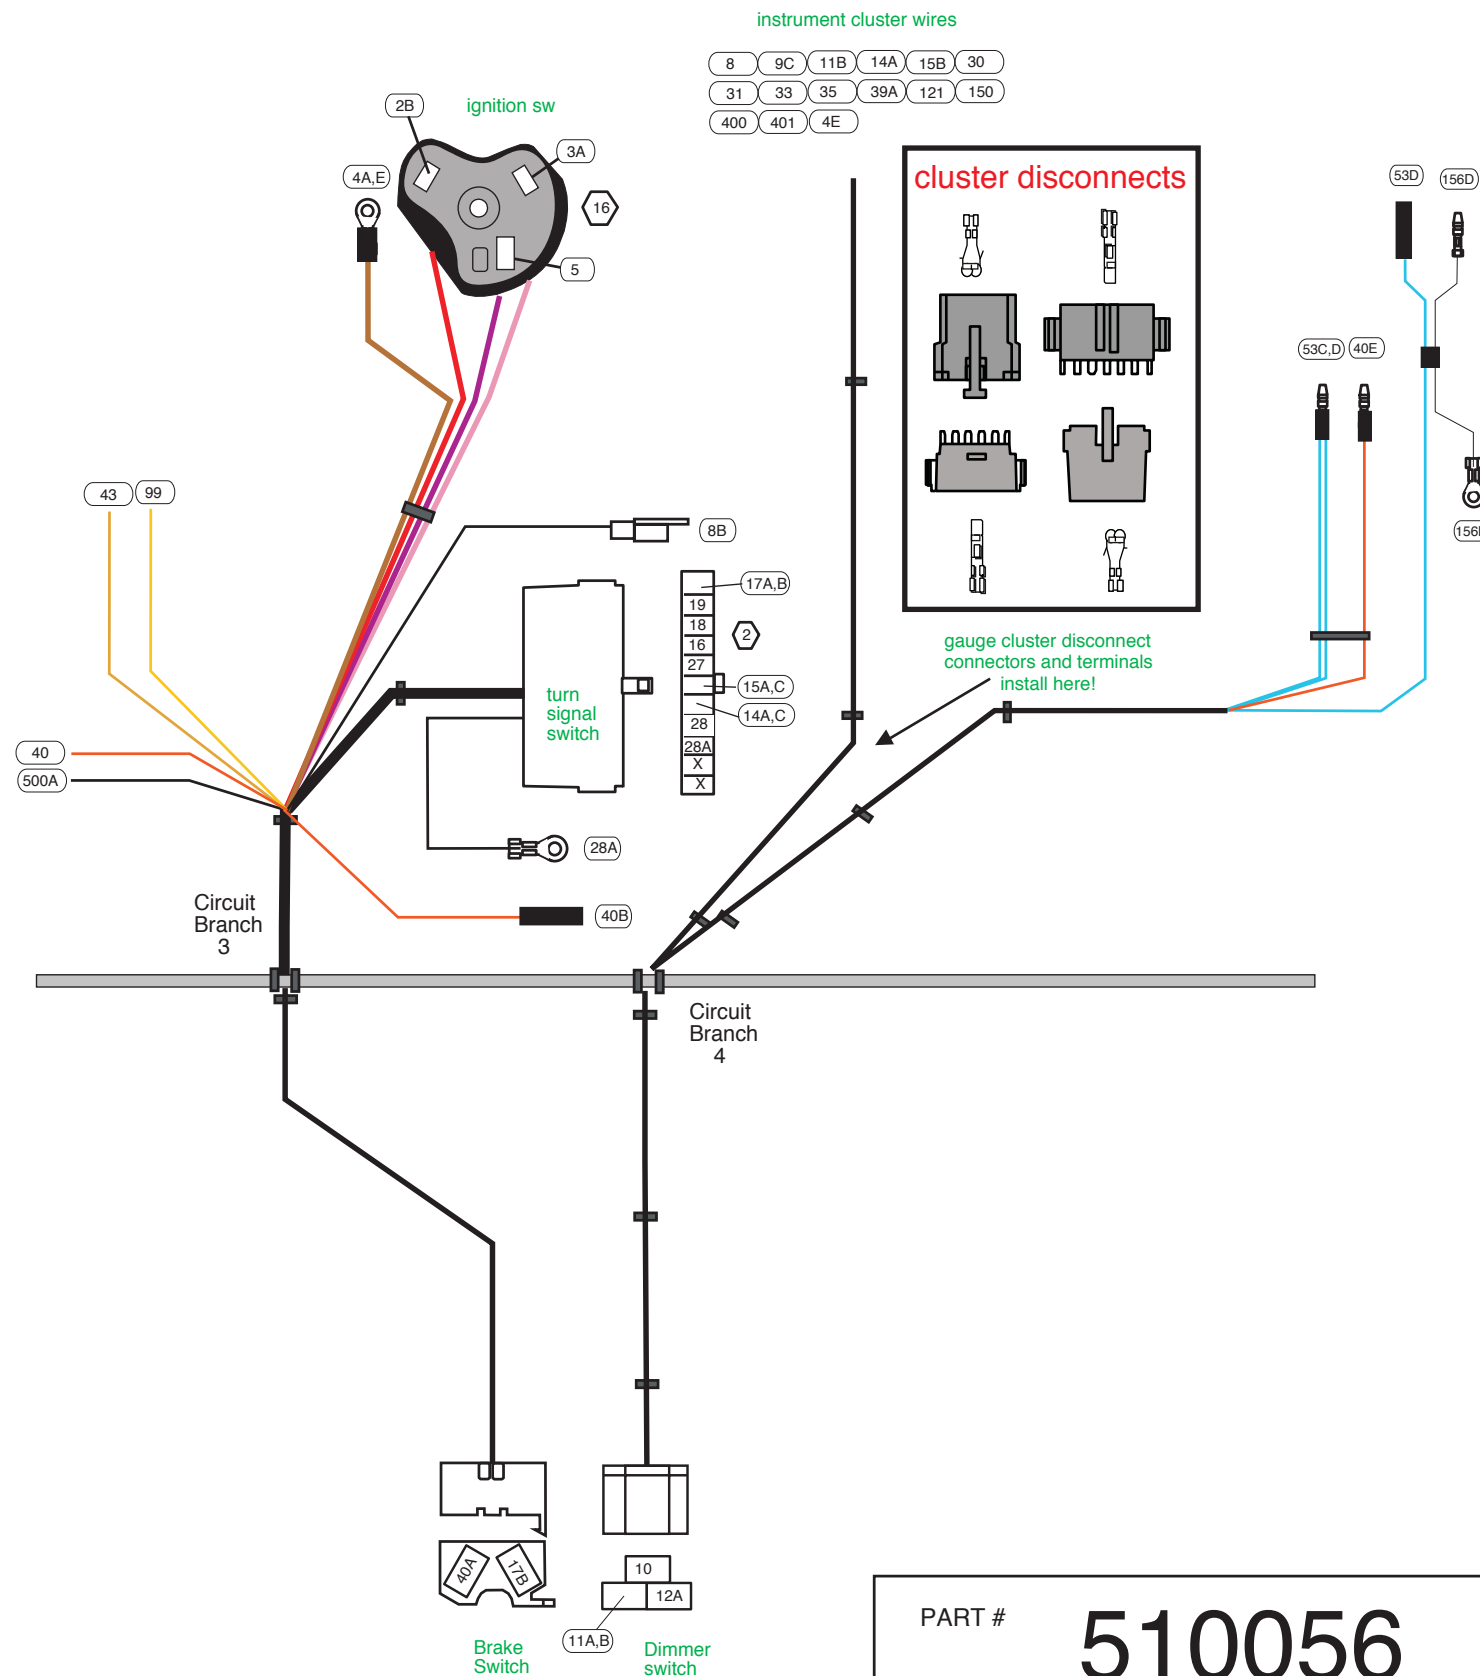 instrument cluster wires
8 9C 11B 14A 15B 30
31 33 35 39A 121 150
400 401 4E
2B
ignition sw
3A
4A,E
16
5
cluster disconnects
53D
156D
53C,D
40E
43
99
8B
17A,B
19
18
2
16
27
15A,C
14A,C
28
28A
X
X
turn
signal
switch
gauge cluster disconnect
connectors and terminals
install here!
40
500A
28A
40B
Circuit
Branch
3
Circuit
Branch
4
40A
17B
10
12A
11A,B
Brake
Switch
Dimmer
switch
PART #
510056